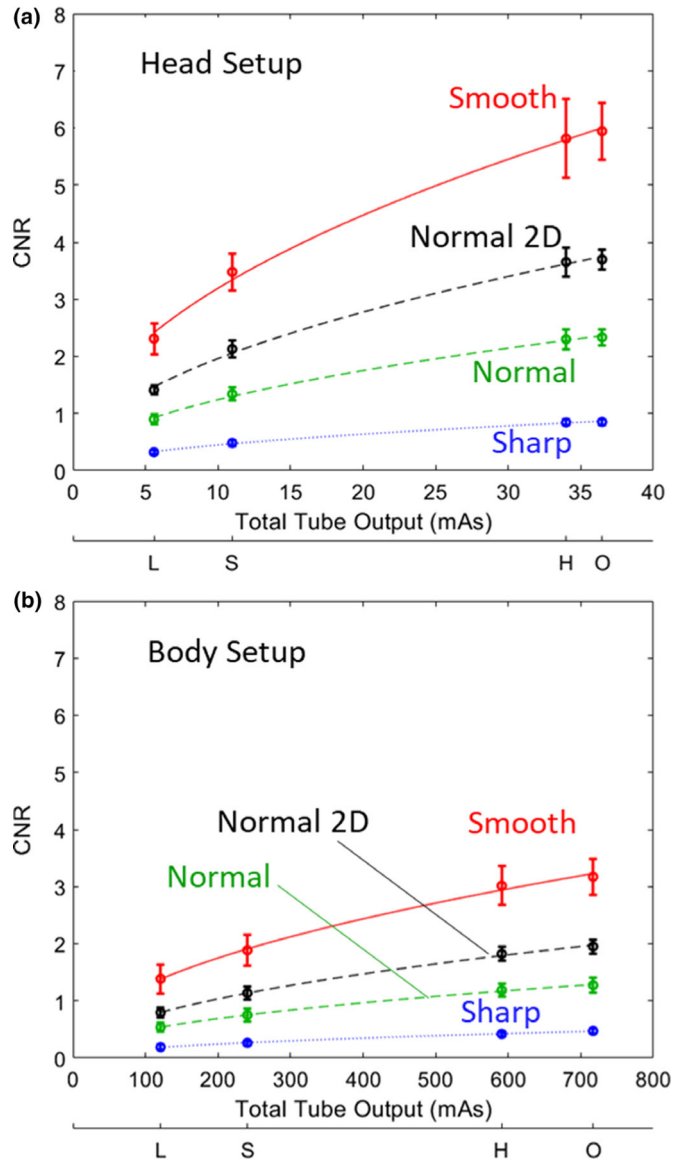 (a)
8
7
6
5
4
3
2
1
0
CNR
Head Setup
Smooth
Normal 2D
Normal
Sharp
0 5 10 15 20 25 30 35 40
Total Tube Output (mAs)
L S H O
(b)
8
7
6
5
4
3
2
1
0
CNR
Body Setup
Normal 2D
Smooth
Normal
Sharp
0 100 200 300 400 500 600 700 800
Total Tube Output (mAs)
L S H O